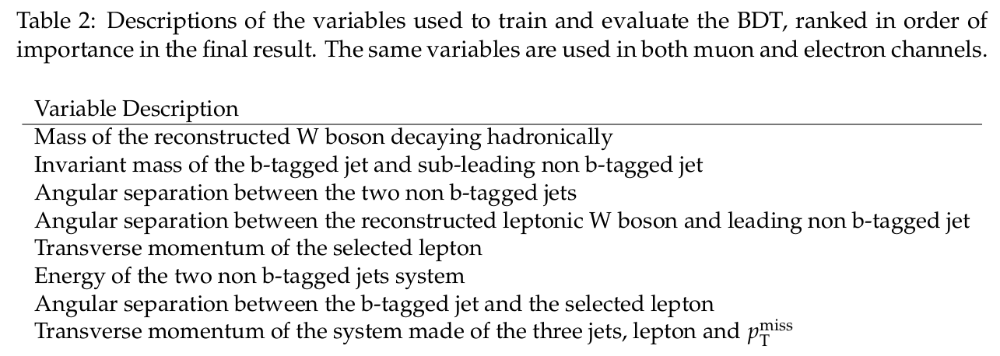 Table 2: Descriptions of the variables used to train and evaluate the BDT, ranked in order of
importance in the final result. The same variables are used in both muon and electron channels.
Variable Description
Mass of the reconstructed W boson decaying hadronically
Invariant mass of the b-tagged jet and sub-leading non b-tagged jet
Angular separation between the two non b-tagged jets
Angular separation between the reconstructed leptonic W boson and leading non b-tagged jet
Transverse momentum of the selected lepton
Energy of the two non b-tagged jets system
Angular separation between the b-tagged jet and the selected lepton
Transverse momentum of the system made of the three jets, lepton and $p_{\mathrm{T}}^{\mathrm{miss}}$